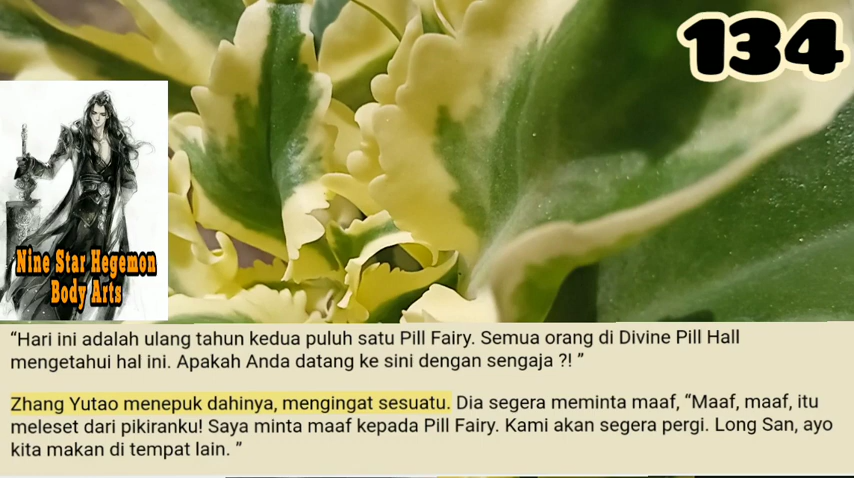 134
Nine Star Hegemon
Body Arts
“Hari ini adalah ulang tahun kedua puluh satu Pill Fairy. Semua orang di Divine Pill Hall
mengetahui hal ini. Apakah Anda datang ke sini dengan sengaja ?! ”
Zhang Yutao menepuk dahinya, mengingat sesuatu. Dia segera meminta maaf, “Maaf, maaf, itu
meleset dari pikiranku! Saya minta maaf kepada Pill Fairy. Kami akan segera pergi. Long San, ayo
kita makan di tempat lain. ”